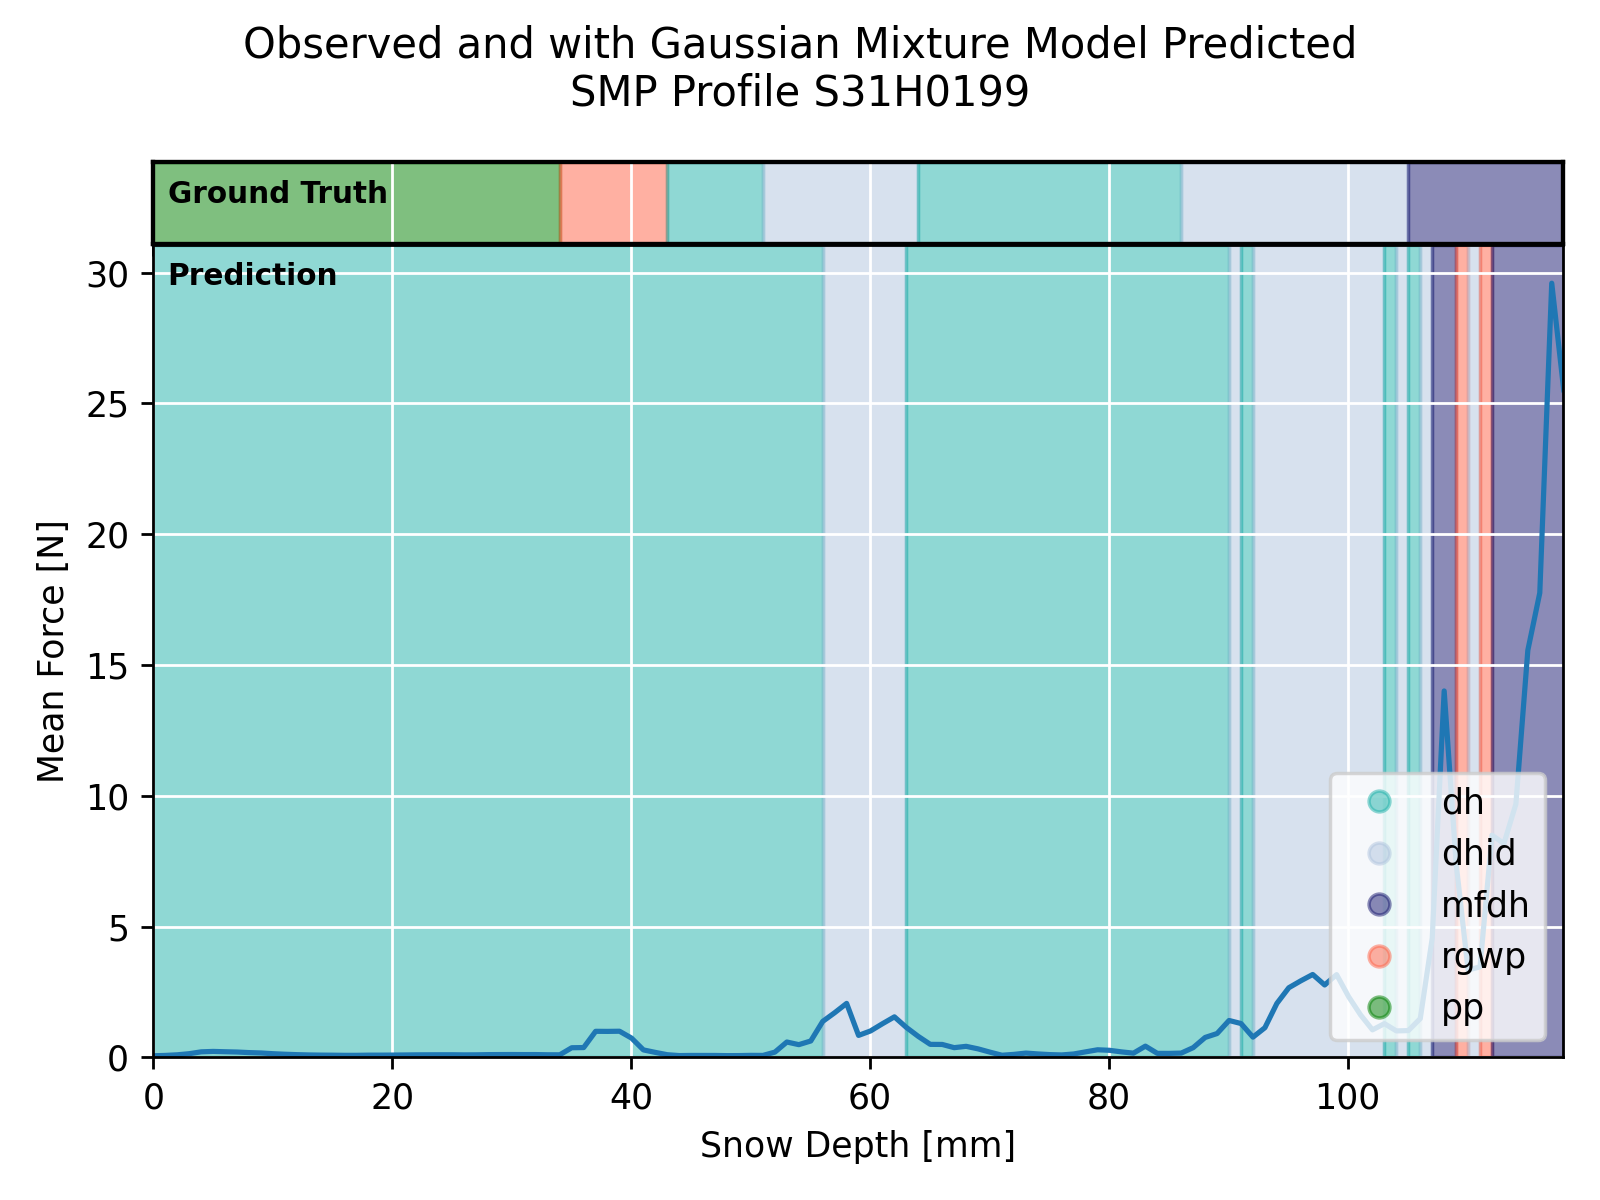 Observed and with Gaussian Mixture Model Predicted
SMP Profile S31H0199
Ground Truth
Prediction
30
25
20
15
10
5
0
Mean Force [N]
dh
dhid
mfdh
rgwp
pp
0 20 40 60 80 100
Snow Depth [mm]